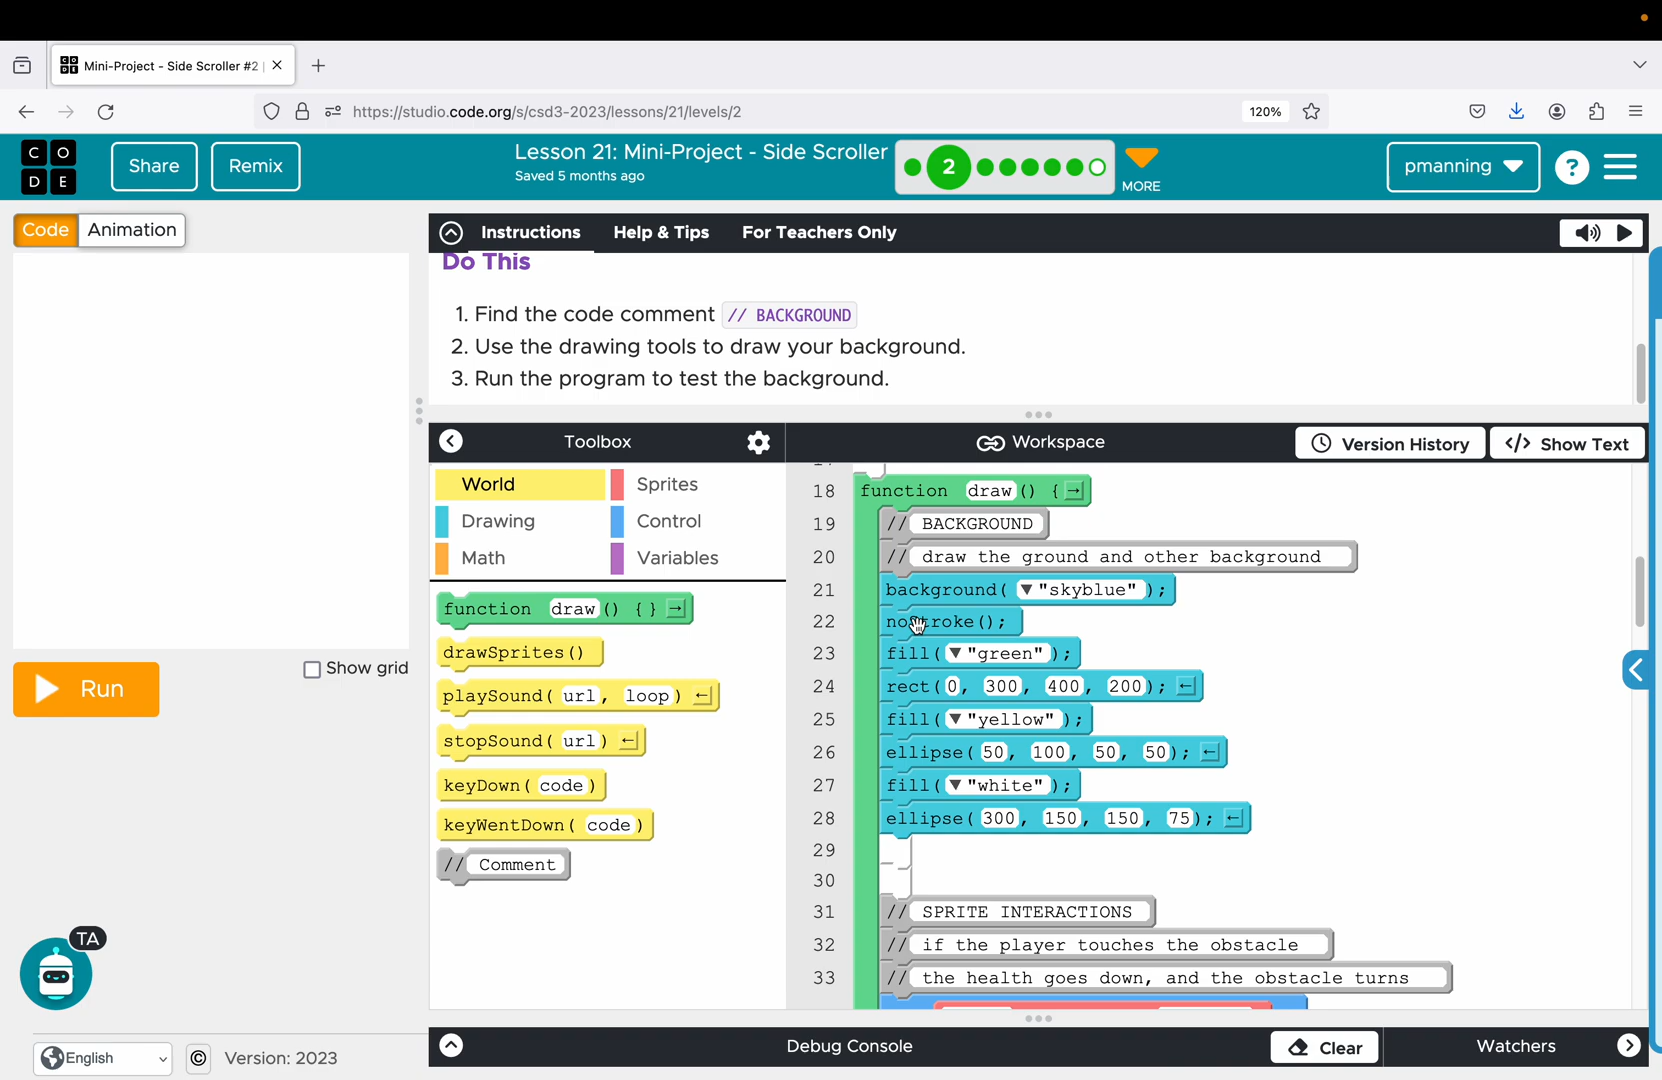 Mini-Project - Side Scroller #2
https://studio.code.org/s/csd3-2023/lessons/21/levels/2
120%
C O
D E
Share
Remix
Lesson 21: Mini-Project - Side Scroller
Saved 5 months ago
2
MORE
pmanning
?
Code
Animation
Instructions
Help & Tips
For Teachers Only
Do This
1. Find the code comment // BACKGROUND
2. Use the drawing tools to draw your background.
3. Run the program to test the background.
Toolbox
Workspace
Version History
</> Show Text
World
Sprites
Drawing
Control
Math
Variables
function draw() { }
drawSprites()
playSound( url, loop)
stopSound( url)
keyDown( code)
keyWentDown( code)
// Comment
18 function draw() {
19 // BACKGROUND
20 // draw the ground and other background
21 background( "skyblue");
22 noStroke();
23 fill( "green");
24 rect(0, 300, 400, 200);
25 fill( "yellow");
26 ellipse(50, 100, 50, 50);
27 fill( "white");
28 ellipse(300, 150, 150, 75);
29
30
31 // SPRITE INTERACTIONS
32 // if the player touches the obstacle
33 // the health goes down, and the obstacle turns
Run
Show grid
TA
English
©
Version: 2023
Debug Console
Clear
Watchers